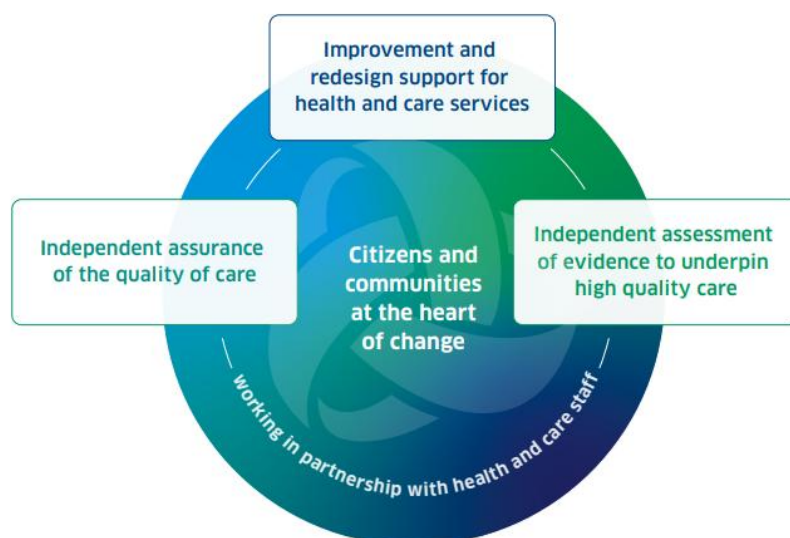 Improvement and
redesign support for
health and care services
Independent assurance
of the quality of care
Citizens and
communities
at the heart
of change
Independent assessment
of evidence to underpin
high quality care
working in partnership with health and care staff